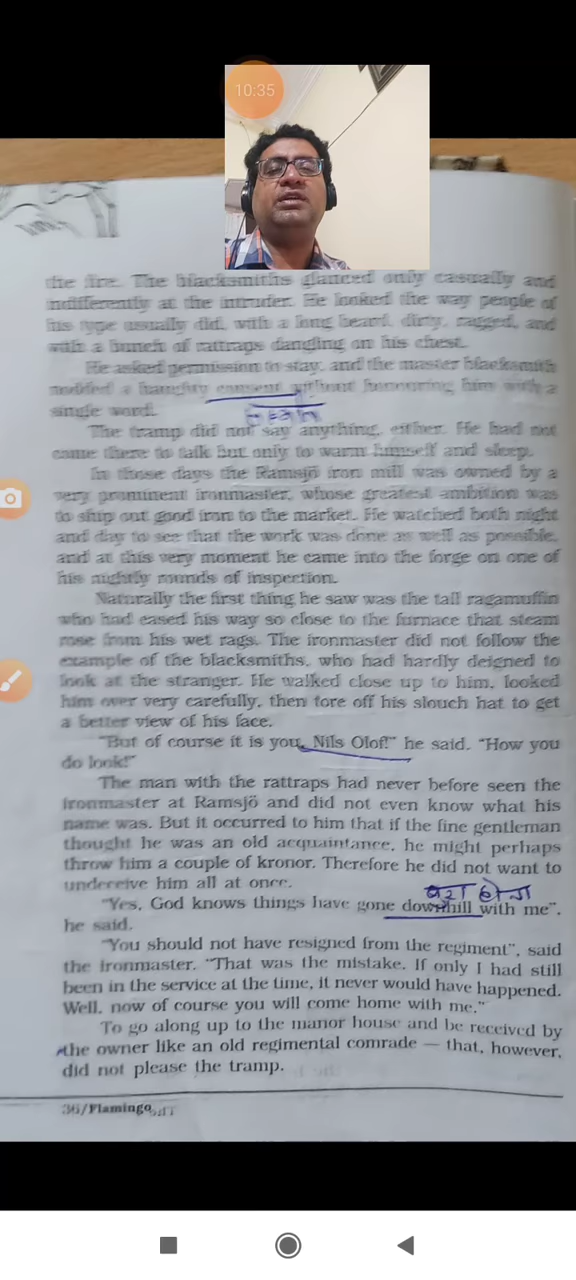 10:35
the fire. The blacksmiths glanced only casually and
indifferently at the intruder. He looked the way people of
his type usually did, with a long beard, dirty, ragged, and
with a bunch of rattraps dangling on his chest.
He asked permission to stay, and the master blacksmith
nodded a haughty consent without honouring him with a
single word.
The tramp did not say anything, either. He had not
come there to talk but only to warm himself and sleep.
In those days the Ramsjö iron mill was owned by a
very prominent ironmaster, whose greatest ambition was
to ship out good iron to the market. He watched both night
and day to see that the work was done as well as possible,
and at this very moment he came into the forge on one of
his nightly rounds of inspection.
Naturally the first thing he saw was the tall ragamuffin
who had eased his way so close to the furnace that steam
rose from his wet rags. The ironmaster did not follow the
example of the blacksmiths, who had hardly deigned to
look at the stranger. He walked close up to him, looked
him over very carefully, then tore off his slouch hat to get
a better view of his face.
"But of course it is you, Nils Olof!" he said. "How you
do look!"
The man with the rattraps had never before seen the
ironmaster at Ramsjö and did not even know what his
name was. But it occurred to him that if the fine gentleman
thought he was an old acquaintance, he might perhaps
throw him a couple of kronor. Therefore he did not want to
undeceive him all at once.
"Yes, God knows things have gone downhill with me",
he said.
"You should not have resigned from the regiment", said
the ironmaster. "That was the mistake. If only I had still
been in the service at the time, it never would have happened.
Well, now of course you will come home with me."
To go along up to the manor house and be received by
the owner like an old regimental comrade — that, however,
did not please the tramp.
36/Flamingo